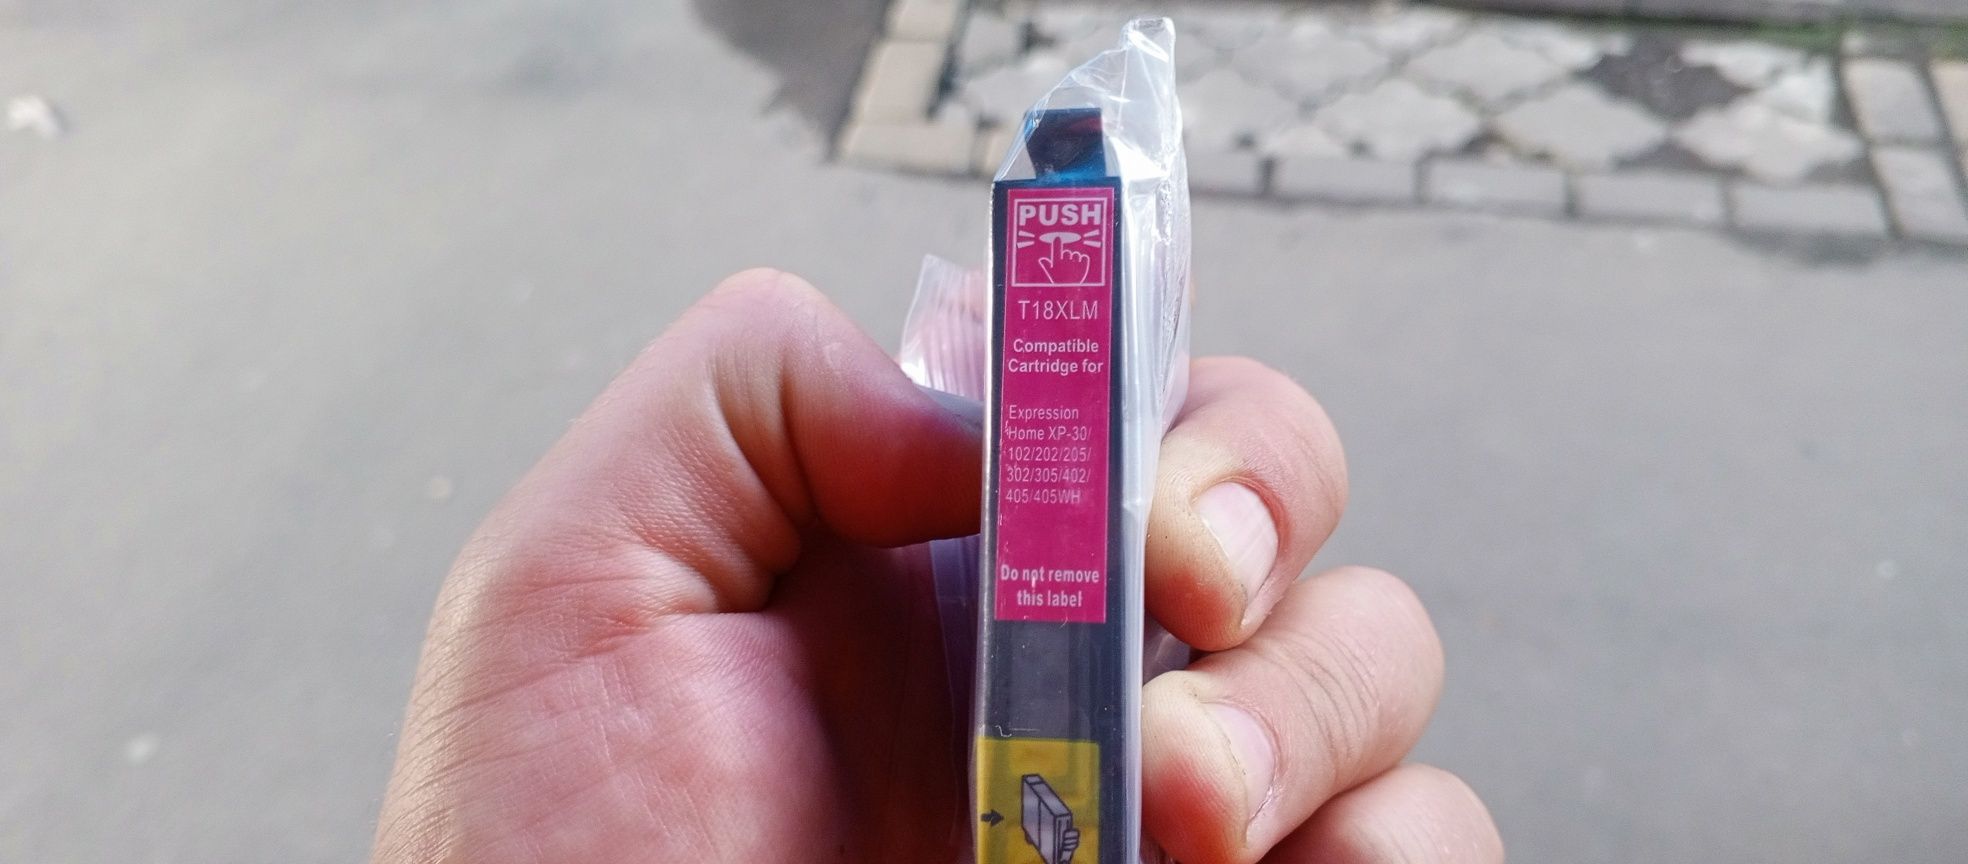 PUSH
T18XLM
Compatible
Cartridge for
Expression
Home XP-30/
102/202/205/
302/305/402/
405/405WH
Do not remove
this label